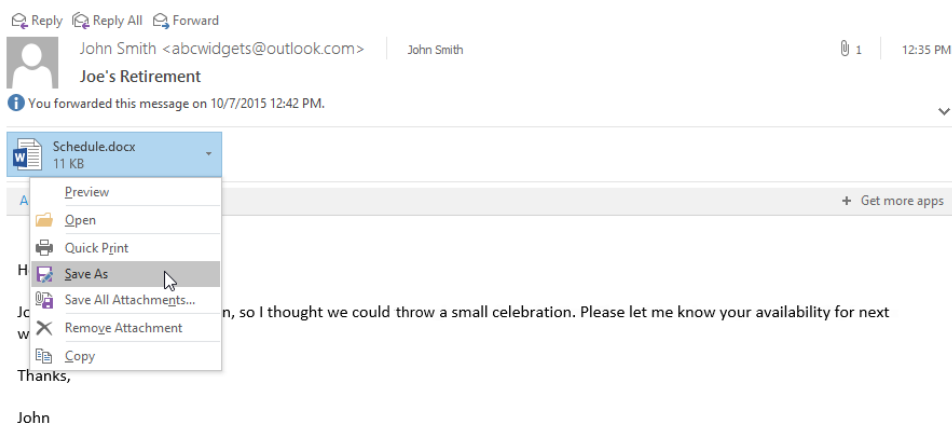 Reply Reply All Forward
John Smith <abcwidgets@outlook.com> John Smith 1 12:35 PM
Joe's Retirement
You forwarded this message on 10/7/2015 12:42 PM.
Schedule.docx
11 KB
Preview
+ Get more apps
Open
Quick Print
Save As
Save All Attachments...
n, so I thought we could throw a small celebration. Please let me know your availability for next
Remove Attachment
Copy
Thanks,
John